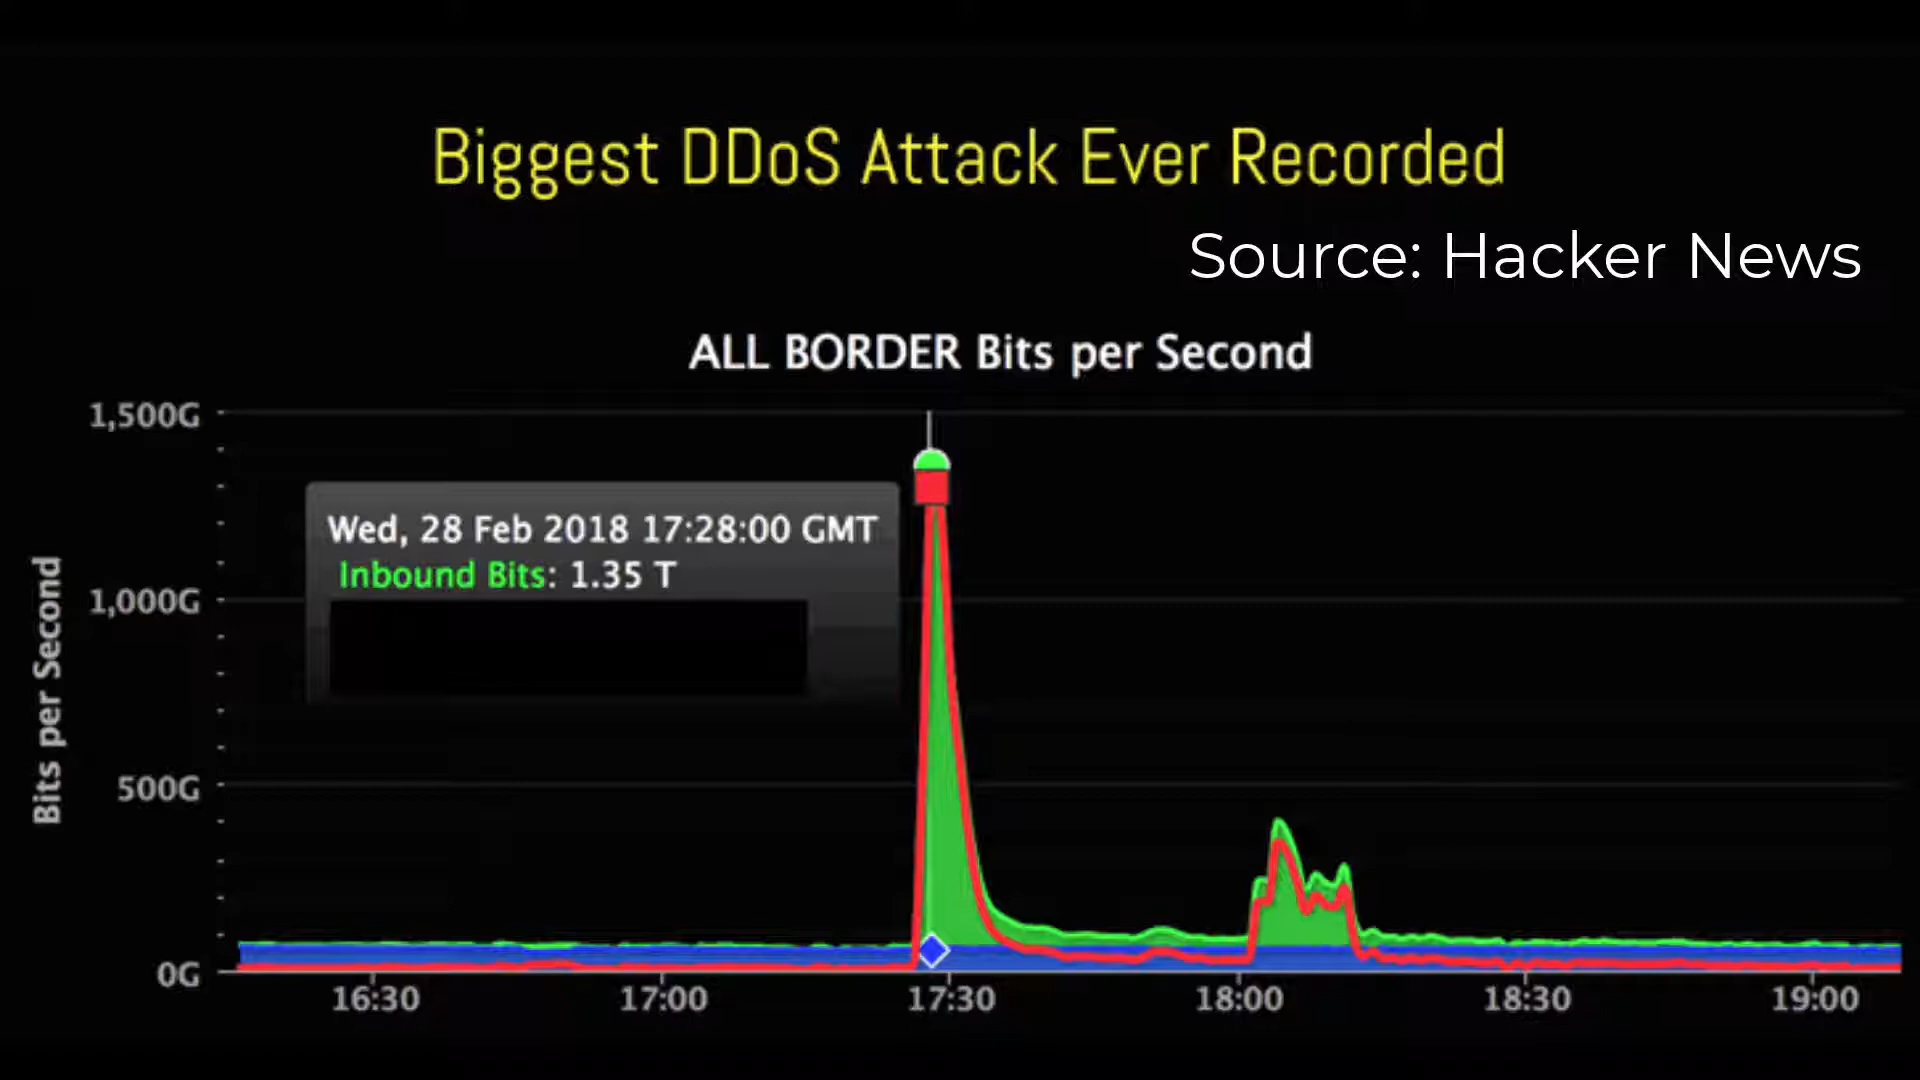 Biggest DDoS Attack Ever Recorded
Source: Hacker News
ALL BORDER Bits per Second
1,500G
Wed, 28 Feb 2018 17:28:00 GMT
Inbound Bits: 1.35 T
1,000G
Bits per Second
500G
0G
16:30 17:00 17:30 18:00 18:30 19:00